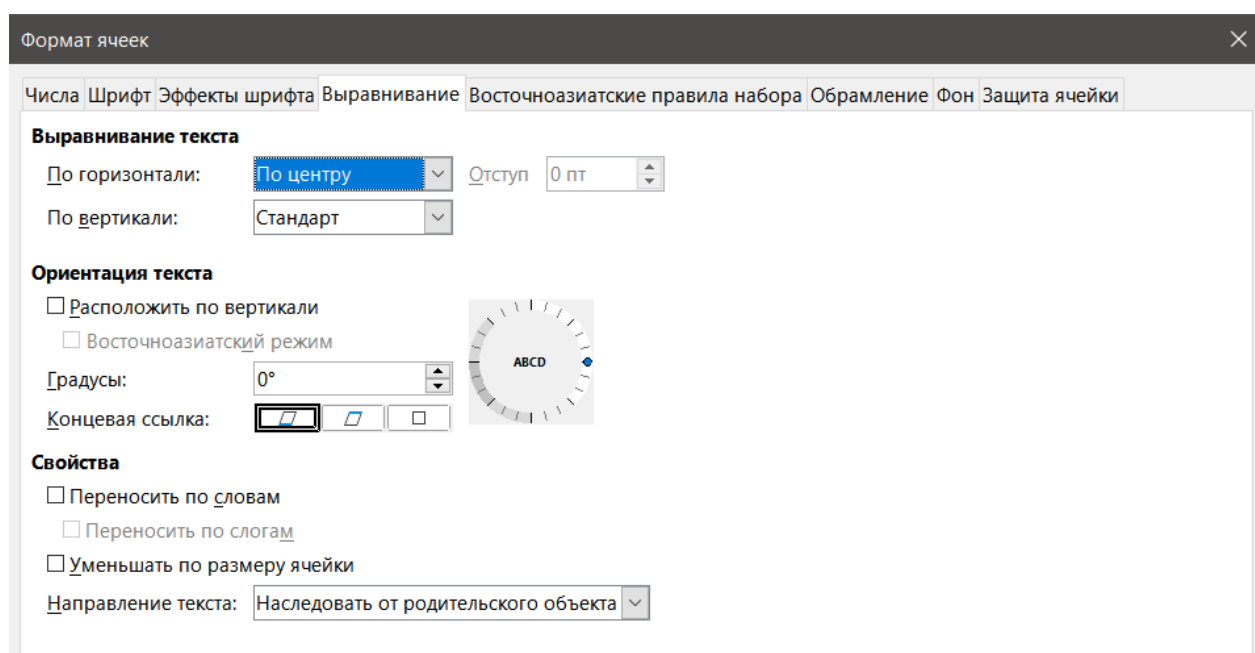 Формат ячеек
Числа Шрифт Эффекты шрифта Выравнивание Восточноазиатские правила набора Обрамление Фон Защита ячейки
Выравнивание текста
По горизонтали: По центру Отступ 0 пт
По вертикали: Стандарт
Ориентация текста
Расположить по вертикали
Восточноазиатский режим
ABCD
Градусы: 0°
Концевая ссылка:
Свойства
Переносить по словам
Переносить по слогам
Уменьшать по размеру ячейки
Направление текста: Наследовать от родительского объекта